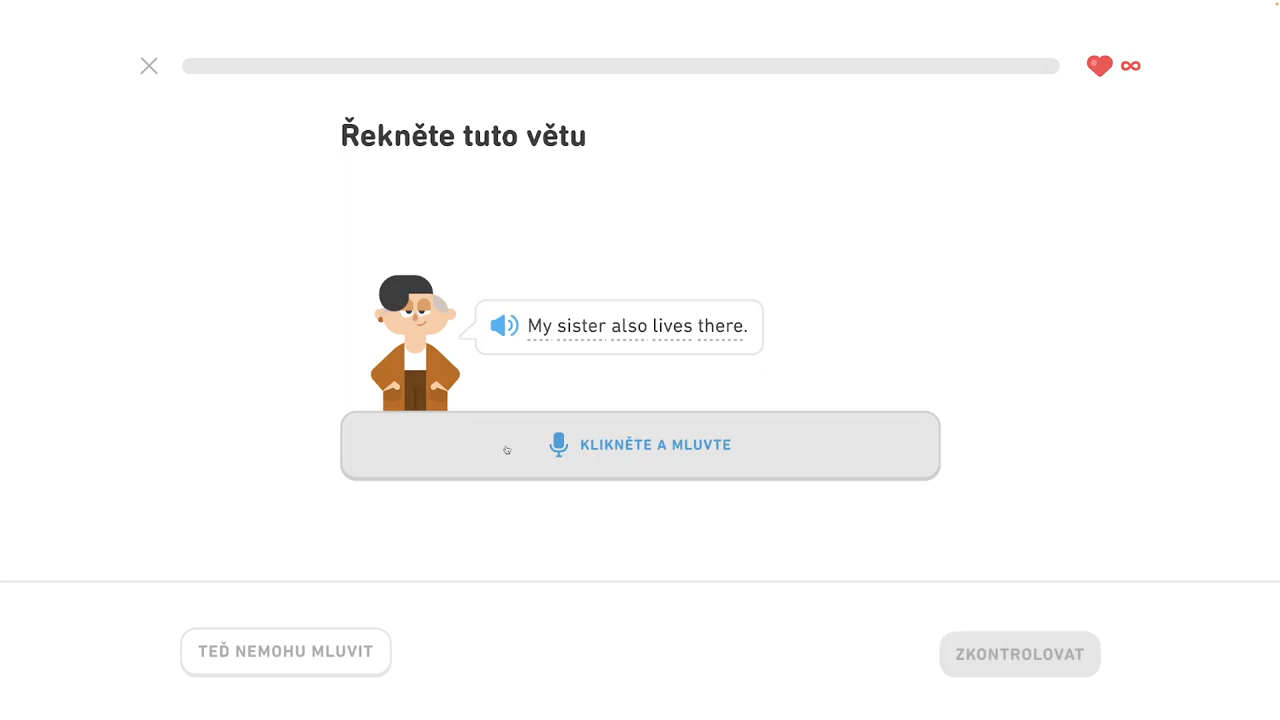 ∞
Řekněte tuto větu
My sister also lives there.
KLIKNĚTE A MLUVTE
TEĎ NEMOHU MLUVIT
ZKONTROLOVAT